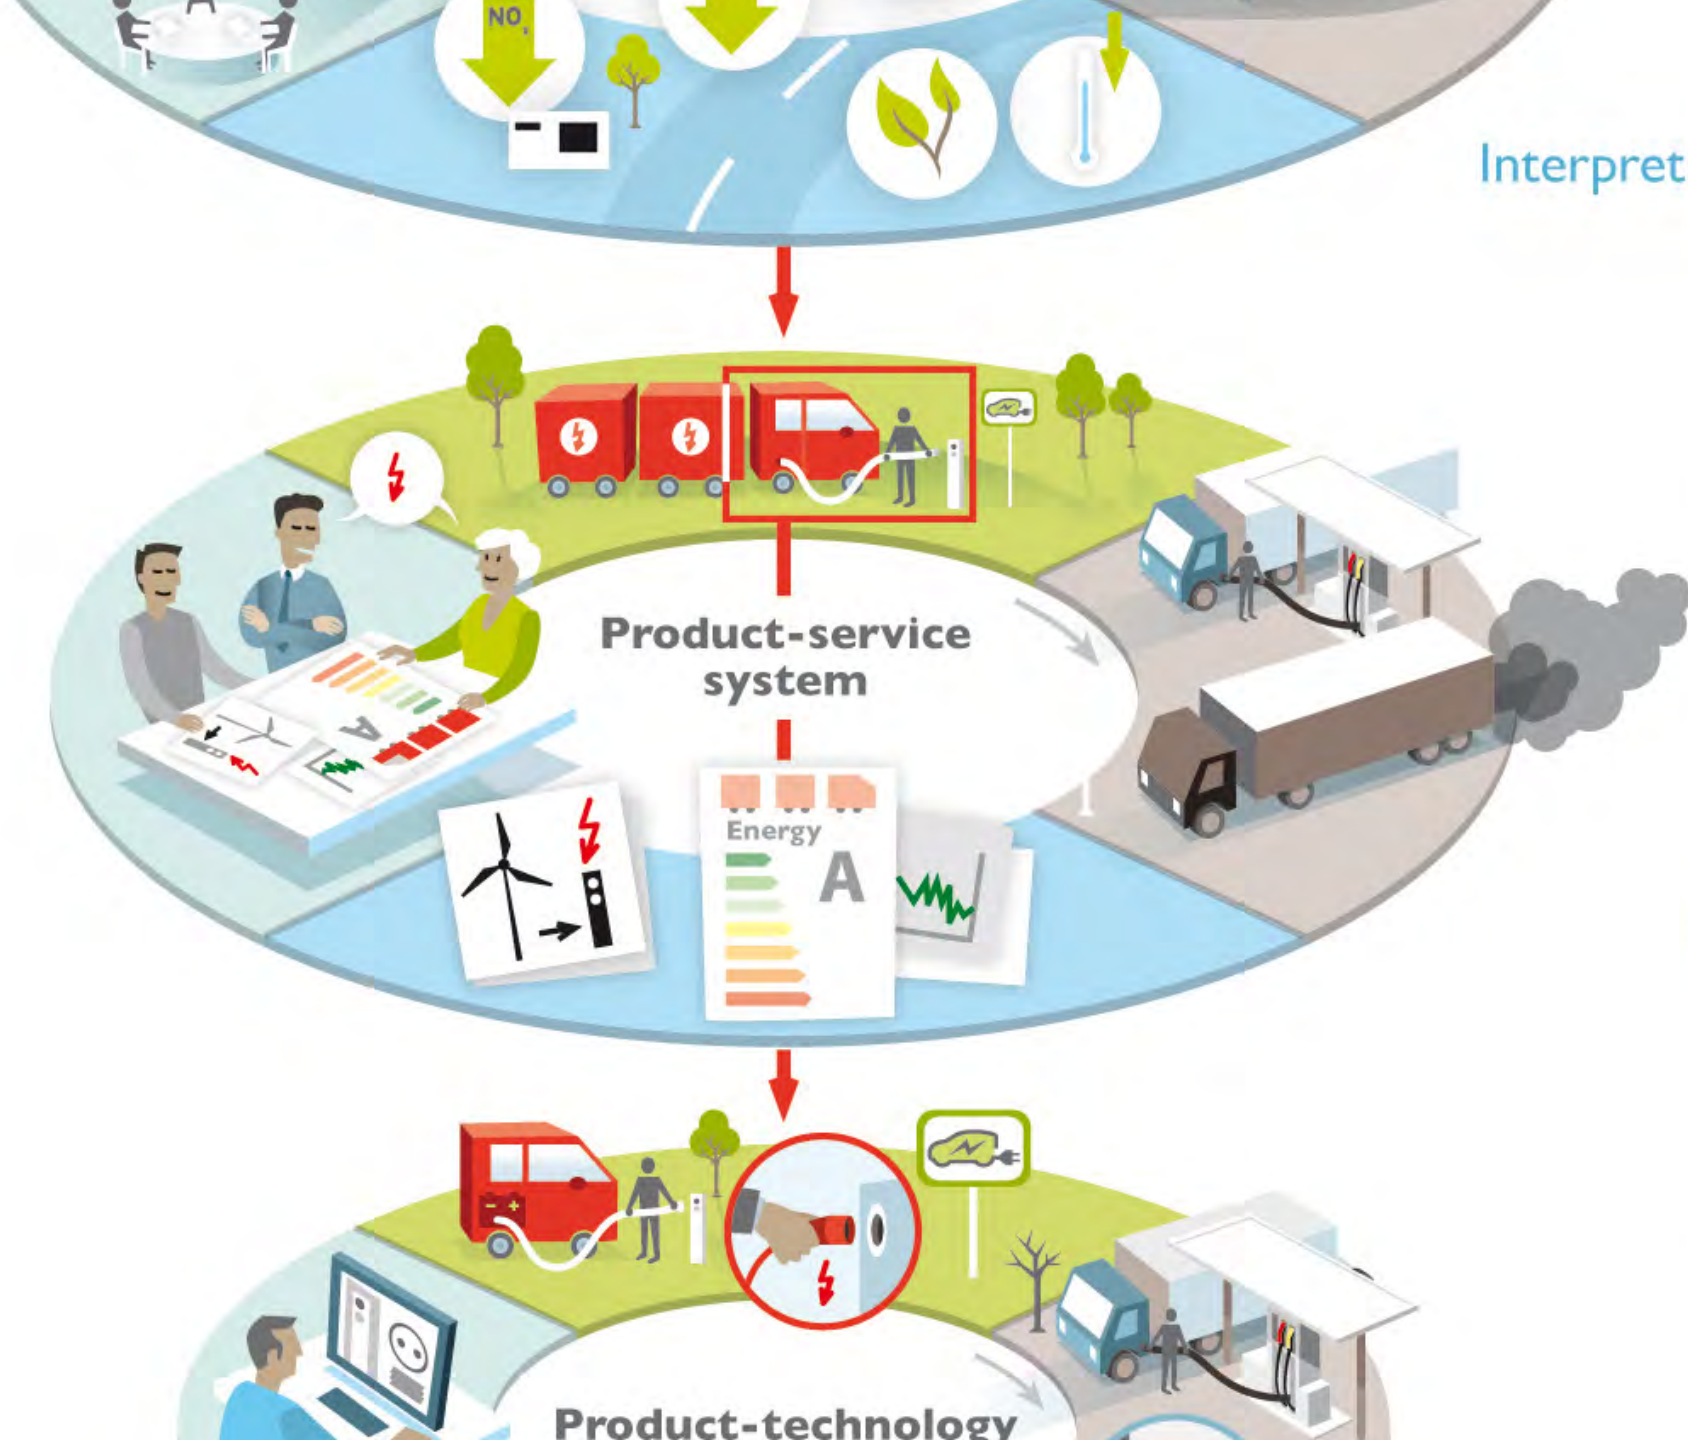 NO
Interpret
Product-service
system
A
Energy
A
- +
Product-technology